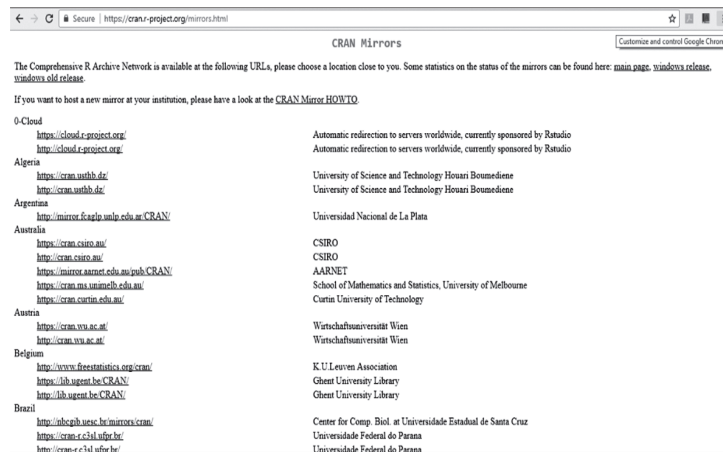 Secure | https://cran.r-project.org/mirrors.html
CRAN Mirrors
Customize and control Google Chrom
The Comprehensive R Archive Network is available at the following URLs, please choose a location close to you. Some statistics on the status of the mirrors can be found here: main page, windows release,
windows old release.
If you want to host a new mirror at your institution, please have a look at the CRAN Mirror HOWTO.
0-Cloud
https://cloud.r-project.org/ Automatic redirection to servers worldwide, currently sponsored by Rstudio
http://cloud.r-project.org/ Automatic redirection to servers worldwide, currently sponsored by Rstudio
Algeria
https://cran.usthb.dz/ University of Science and Technology Houari Boumediene
http://cran.usthb.dz/ University of Science and Technology Houari Boumediene
Argentina
http://mirror.fcaglp.unlp.edu.ar/CRAN/ Universidad Nacional de La Plata
Australia
https://cran.csiro.au/ CSIRO
http://cran.csiro.au/ CSIRO
https://mirror.aarnet.edu.au/pub/CRAN/ AARNET
https://cran.ms.unimelb.edu.au/ School of Mathematics and Statistics, University of Melbourne
https://cran.curtin.edu.au/ Curtin University of Technology
Austria
https://cran.wu.ac.at/ Wirtschaftsuniversität Wien
http://cran.wu.ac.at/ Wirtschaftsuniversität Wien
Belgium
http://www.freestatistics.org/cran/ K.U.Leuven Association
https://lib.ugent.be/CRAN/ Ghent University Library
http://lib.ugent.be/CRAN/ Ghent University Library
Brazil
http://nbcgib.uesc.br/mirrors/cran/ Center for Comp. Biol. at Universidade Estadual de Santa Cruz
https://cran-r.c3sl.ufpr.br/ Universidade Federal do Parana
http://cran-r.c3sl.ufpr.br/ Universidade Federal do Parana